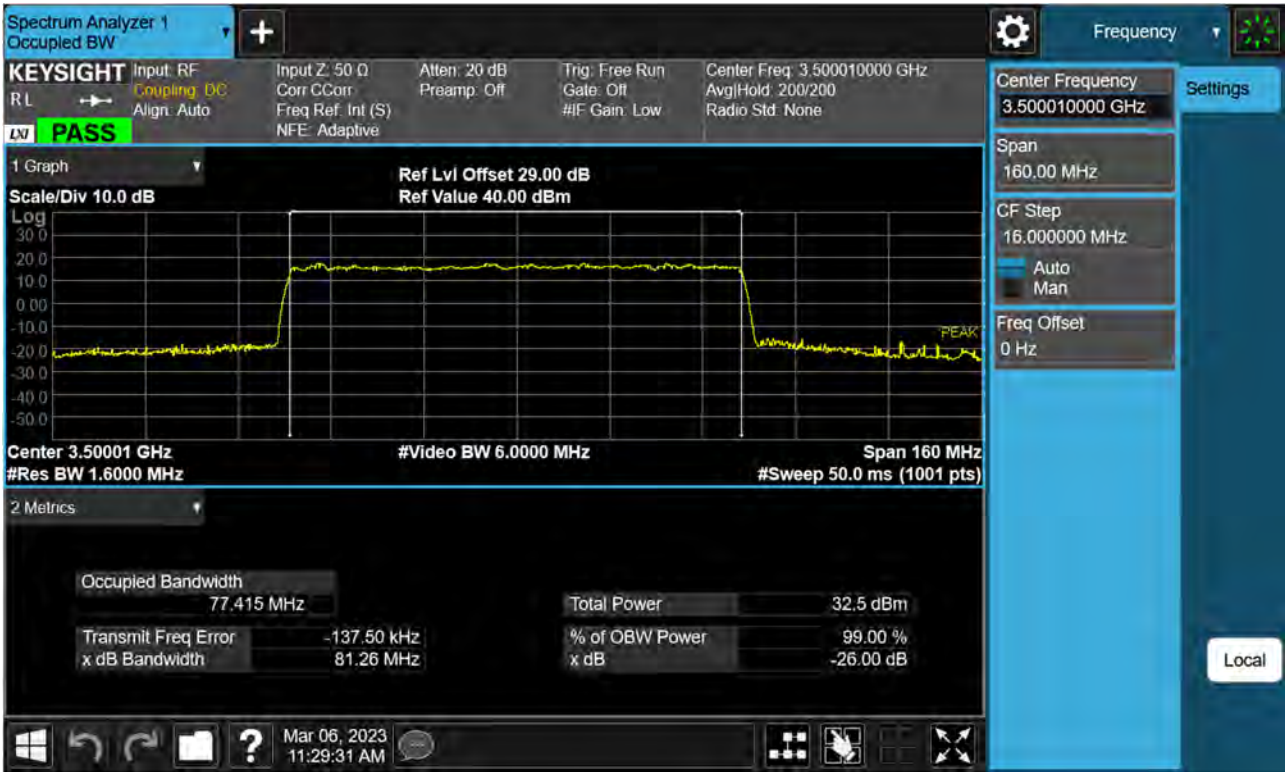 Spectrum Analyzer 1
Occupied BW
+
Frequency
KEYSIGHT
RL
LXI
PASS
Input: RF
Coupling: DC
Align: Auto
Input Z: 50 Ω
Corr CCorr
Freq Ref: Int (S)
NFE: Adaptive
Atten: 20 dB
Preamp: Off
Trig: Free Run
Gate: Off
#IF Gain: Low
Center Freq: 3.500010000 GHz
Avg|Hold: 200/200
Radio Std: None
Center Frequency
3.500010000 GHz
Settings
Span
160.00 MHz
CF Step
16.000000 MHz
Auto
Man
Freq Offset
0 Hz
Local
1 Graph
Scale/Div 10.0 dB
Ref Lvl Offset 29.00 dB
Ref Value 40.00 dBm
Log
30.0
20.0
10.0
0.00
-10.0
-20.0
-30.0
-40.0
-50.0
PEAK
Center 3.50001 GHz
#Video BW 6.0000 MHz
Span 160 MHz
#Res BW 1.6000 MHz
#Sweep 50.0 ms (1001 pts)
2 Metrics
Occupied Bandwidth
77.415 MHz
Total Power 32.5 dBm
Transmit Freq Error -137.50 kHz
% of OBW Power 99.00 %
x dB Bandwidth 81.26 MHz
x dB -26.00 dB
?
Mar 06, 2023
11:29:31 AM